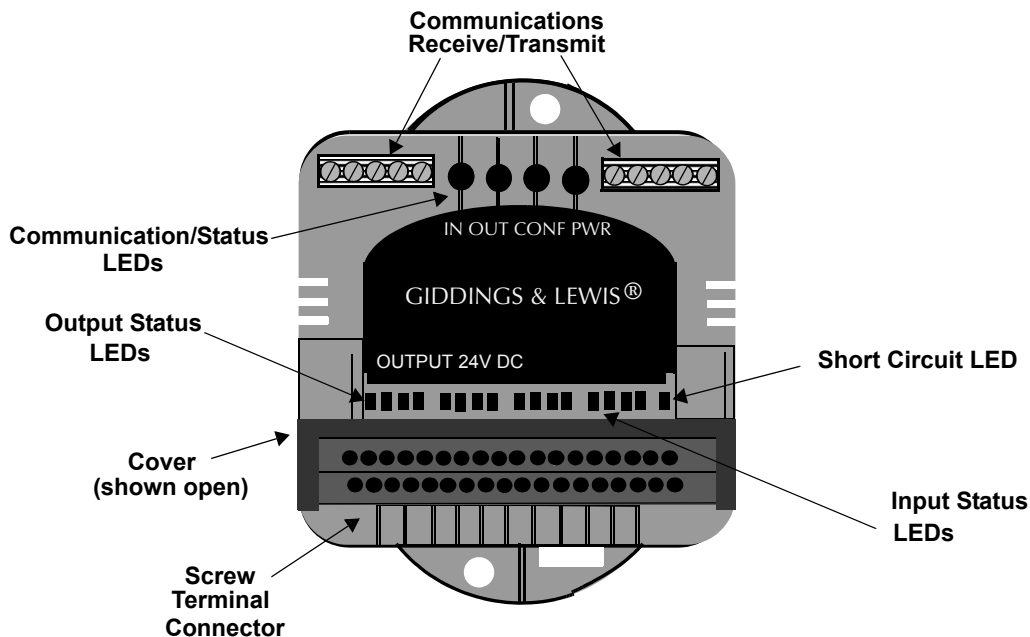 Communications
Receive/Transmit
Communication/Status
LEDs
IN OUT CONF PWR
GIDDINGS & LEWIS®
Output Status
LEDs
OUTPUT 24V DC
Short Circuit LED
Cover
(shown open)
Input Status
LEDs
Screw
Terminal
Connector